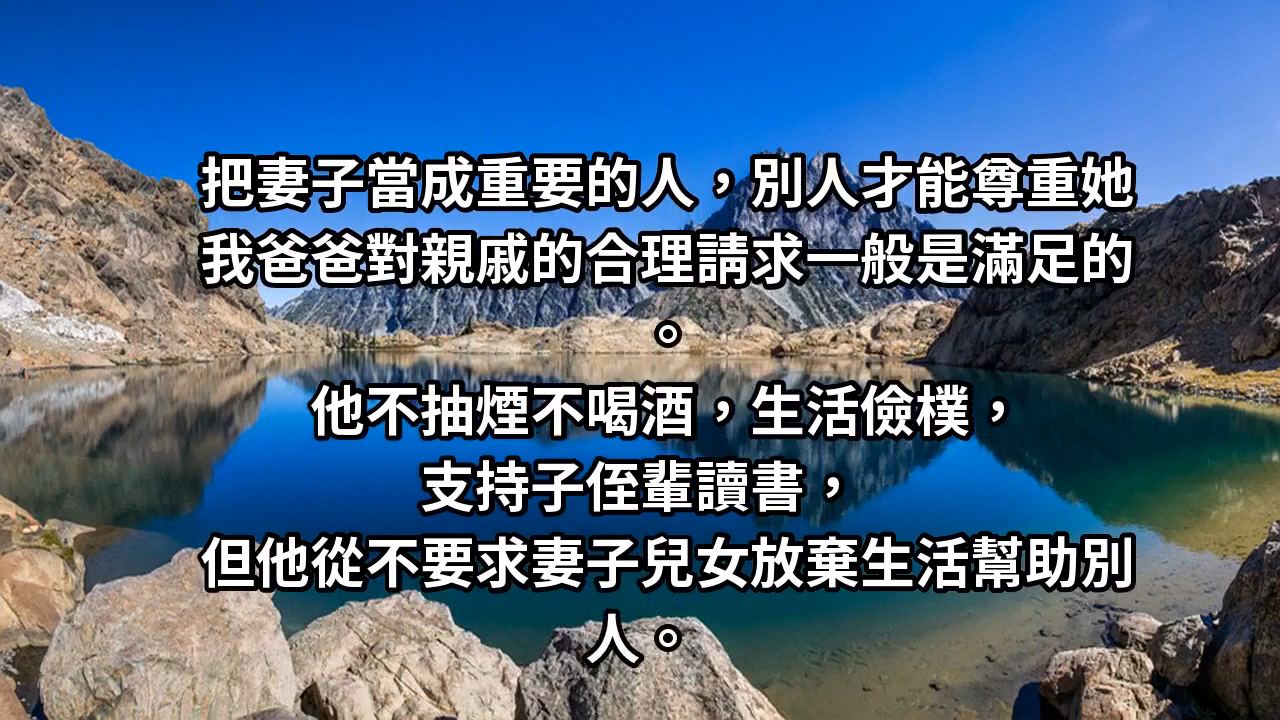 把妻子當成重要的人，別人才能尊重她
我爸爸對親戚的合理請求一般是滿足的
。
他不抽煙不喝酒，生活儉樸，
支持子侄輩讀書，
但他從不要求妻子兒女放棄生活幫助別
人。